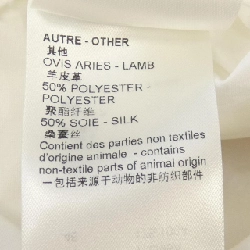 AUTRE - OTHER
其他
OVIS ARIES - LAMB
羊皮革
50% POLYESTER -
POLYESTER
聚酯纤维
50% SOIE - SILK
桑蚕丝
Contient des parties non textiles
d'origine animale - contains
non-textile parts of animal origin
一包括来源于动物的非纺织部件